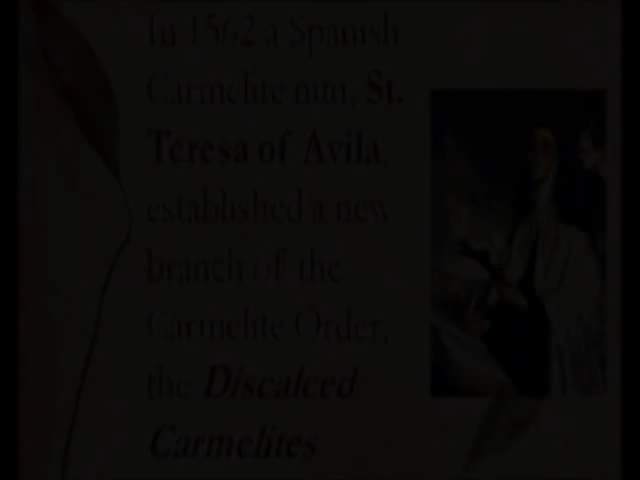 In 1562 a Spanish
Carmelite nun, St.
Teresa of Avila,
established a new
branch of the
Carmelite Order,
the Discalced
Carmelites